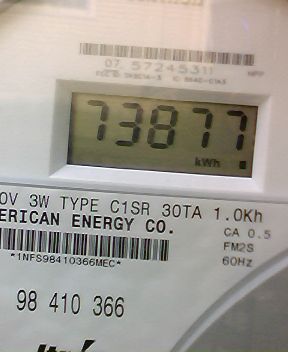 07 57245311
73877
kWh
0V 3W TYPE C1SR 30TA 1.0Kh
ERICAN ENERGY CO.
CA 0.5
*1NFS98410366MEC*
FM2S
60Hz
98 410 366